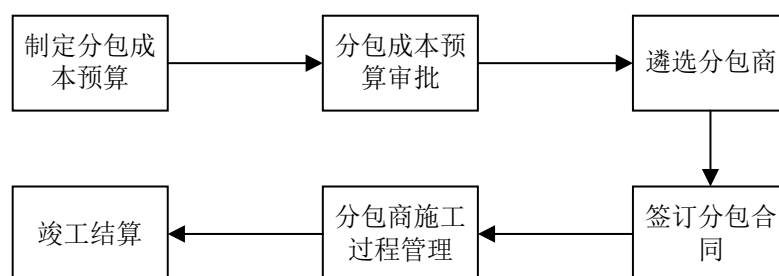 制定分包成
本预算
分包成本预
算审批
遴选分包商
竣工结算
分包商施工
过程管理
签订分包合
同